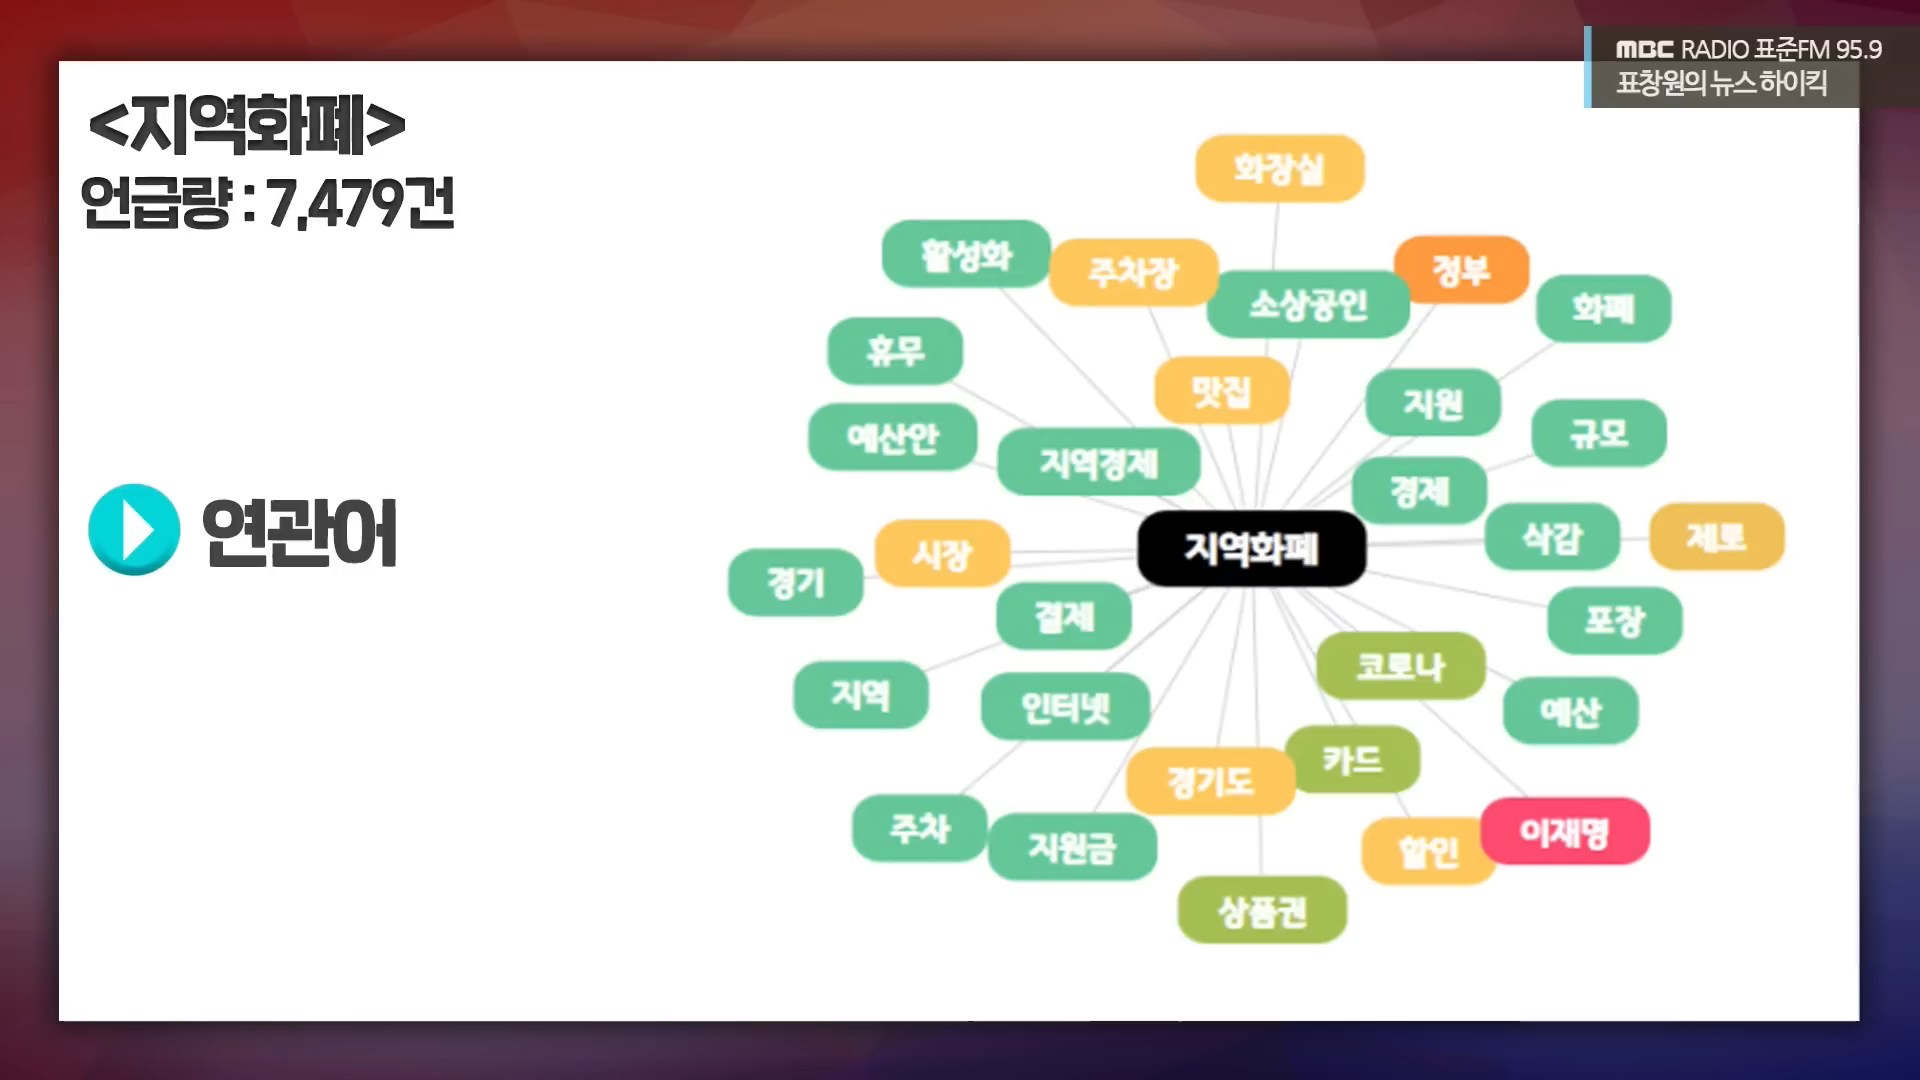 MBC RADIO 표준FM 95.9
표창원의 뉴스 하이킥
<지역화폐>
언급량 : 7,479건
연관어
화장실
활성화
주차장
소상공인
정부
화폐
휴무
맛집
지원
예산안
지역경제
규모
경제
지역화폐
시장
삭감
제로
경기
결제
포장
지역
인터넷
코로나
예산
경기도
카드
주차
지원금
할인
이재명
상품권